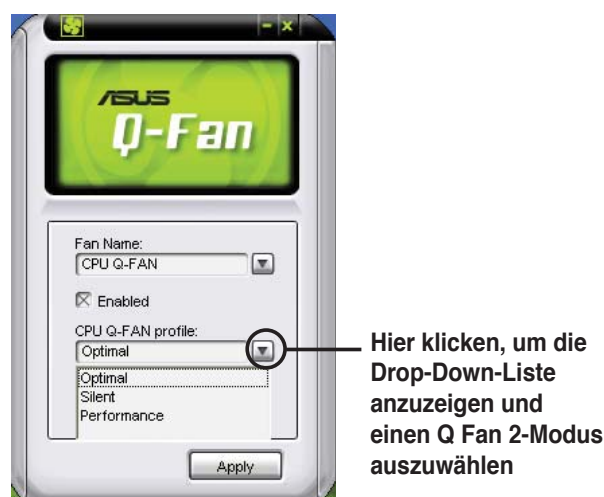 ASUS
Q-Fan
Fan Name:
CPU Q-FAN
Enabled
CPU Q-FAN profile:
Optimal
Optimal
Silent
Performance
Apply
Hier klicken, um die
Drop-Down-Liste
anzuzeigen und
einen Q Fan 2-Modus
auszuwählen